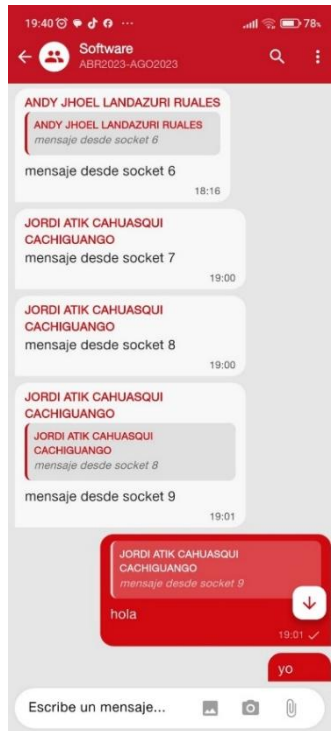 19:40
78%
Software
ABR2023-AGO2023
ANDY JHOEL LANDAZURI RUALES
ANDY JHOEL LANDAZURI RUALES
mensaje desde socket 6
mensaje desde socket 6
18:16
JORDI ATIK CAHUASQUI
CACHIGUANGO
mensaje desde socket 7
19:00
JORDI ATIK CAHUASQUI
CACHIGUANGO
mensaje desde socket 8
19:00
JORDI ATIK CAHUASQUI
CACHIGUANGO
JORDI ATIK CAHUASQUI
CACHIGUANGO
mensaje desde socket 8
mensaje desde socket 9
19:01
JORDI ATIK CAHUASQUI
CACHIGUANGO
mensaje desde socket 9
hola
19:01
yo
Escribe un mensaje...